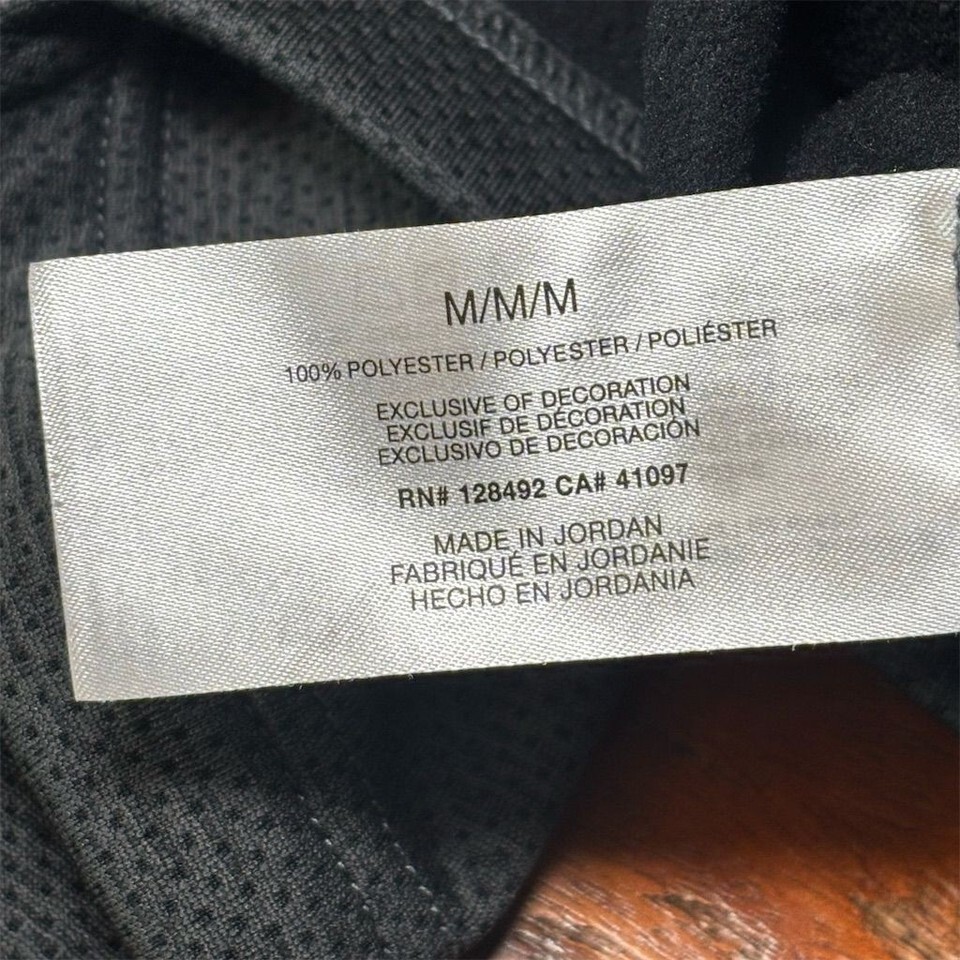 M/M/M
100% POLYESTER / POLYESTER / POLIÉSTER
EXCLUSIVE OF DECORATION
EXCLUSIF DE DÉCORATION
EXCLUSIVO DE DECORACIÓN
RN# 128492 CA# 41097
MADE IN JORDAN
FABRIQUÉ EN JORDANIE
HECHO EN JORDANIA